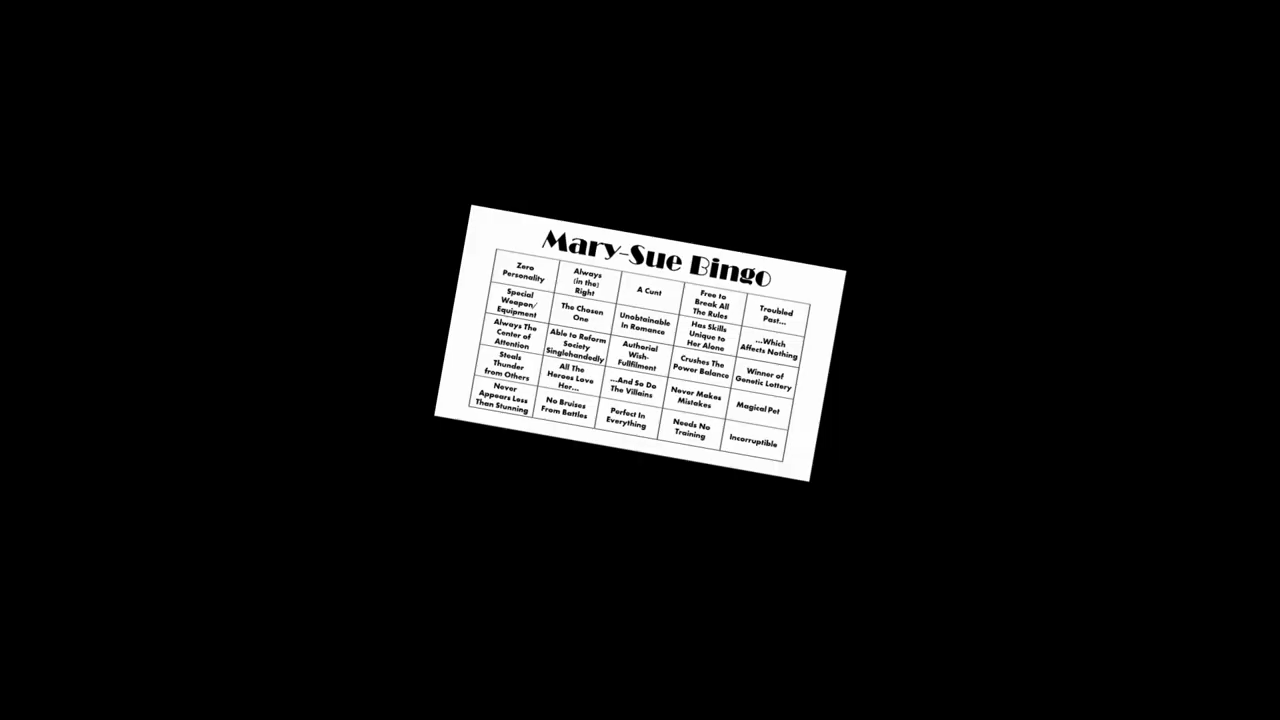 Mary-Sue Bingo
Zero
Personality
Always
(in the)
Right
A Cunt
Free to
Break All
The Rules
Troubled
Past...
Special
Weapon/
Equipment
The Chosen
One
Unobtainable
In Romance
Has Skills
Unique to
Her Alone
...Which
Affects Nothing
Always The
Center of
Attention
Able to Reform
Society
Singlehandedly
Authorial
Wish-
Fullfilment
Crushes The
Power Balance
Winner of
Genetic Lottery
Steals
Thunder
from Others
All The
Heroes Love
Her...
...And So Do
The Villains
Never Makes
Mistakes
Magical Pet
Never
Appears Less
Than Stunning
No Bruises
From Battles
Perfect In
Everything
Needs No
Training
Incorruptible